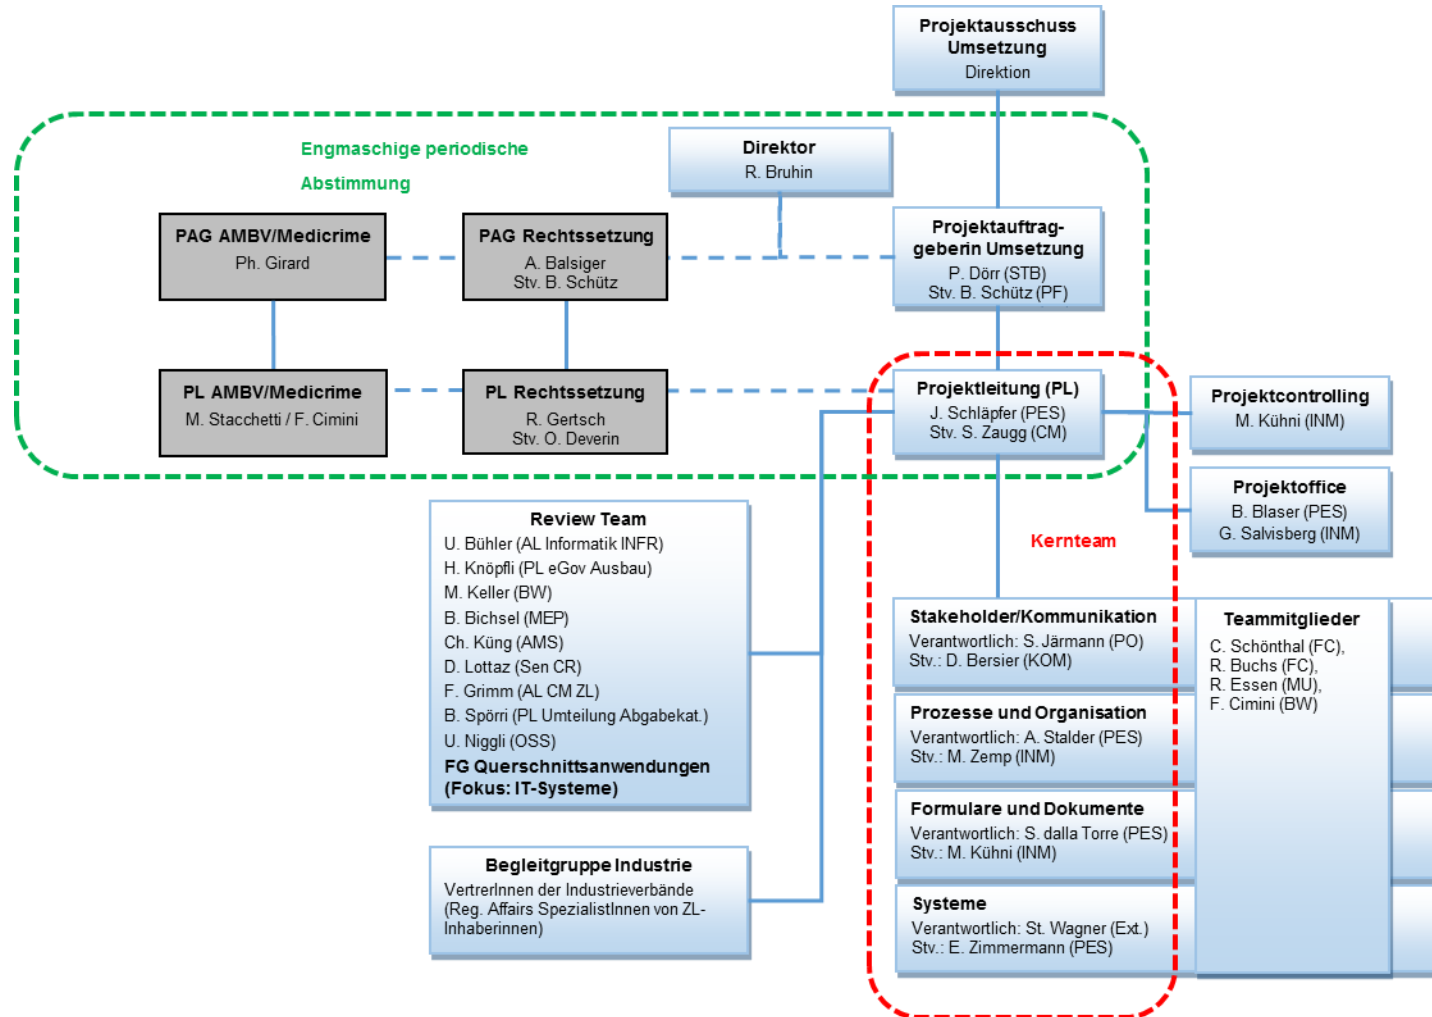 Projektausschuss
Umsetzung
Direktion
Engmaschige periodische
Abstimmung
Direktor
R. Bruhin
PAG AMBV/Medicrime
Ph. Girard
PAG Rechtssetzung
A. Balsiger
Stv. B. Schütz
Projektauftrag-
geberin Umsetzung
P. Dörr (STB)
Stv. B. Schütz (PF)
PL AMBV/Medicrime
M. Stacchetti / F. Cimini
PL Rechtssetzung
R. Gertsch
Stv. O. Deverin
Projektleitung (PL)
J. Schläpfer (PES)
Stv. S. Zaugg (CM)
Projektcontrolling
M. Kühni (INM)
Projektoffice
B. Blaser (PES)
G. Salvisberg (INM)
Kernteam
Review Team
U. Bühler (AL Informatik INFR)
H. Knöpfli (PL eGov Ausbau)
M. Keller (BW)
B. Bichsel (MEP)
Ch. Küng (AMS)
D. Lottaz (Sen CR)
F. Grimm (AL CM ZL)
B. Spörri (PL Umteilung Abgabekat.)
U. Niggli (OSS)
FG Querschnittsanwendungen
(Fokus: IT-Systeme)
Begleitgruppe Industrie
VertrerInnen der Industrieverbände
(Reg. Affairs SpezialistInnen von ZL-
Inhaberinnen)
Stakeholder/Kommunikation
Verantwortlich: S. Järmann (PO)
Stv.: D. Bersier (KOM)
Prozesse und Organisation
Verantwortlich: A. Stalder (PES)
Stv.: M. Zemp (INM)
Formulare und Dokumente
Verantwortlich: S. dalla Torre (PES)
Stv.: M. Kühni (INM)
Systeme
Verantwortlich: St. Wagner (Ext.)
Stv.: E. Zimmermann (PES)
Teammitglieder
C. Schönthal (FC),
R. Buchs (FC),
R. Essen (MU),
F. Cimini (BW)